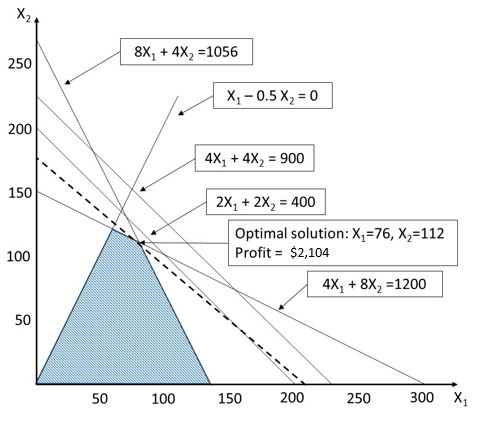 X₂
8X₁ + 4X₂ =1056
250
X₁ – 0.5 X₂ = 0
200
4X₁ + 4X₂ = 900
150
2X₁ + 2X₂ = 400
Optimal solution: X₁=76, X₂=112
Profit = $2,104
100
4X₁ + 8X₂ =1200
50
50 100 150 200 250 300 X₁